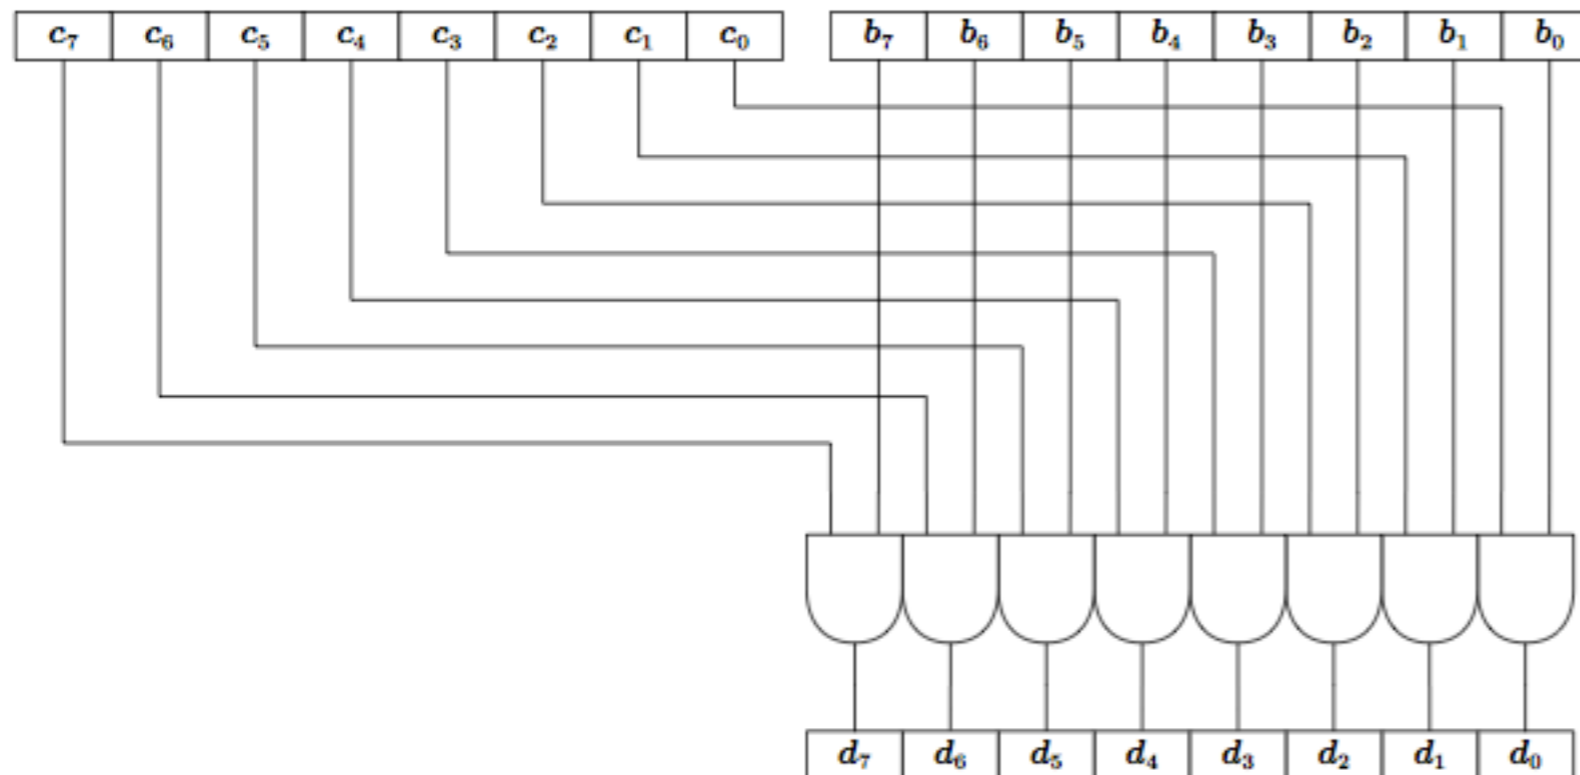 c₇ c₆ c₅ c₄ c₃ c₂ c₁ c₀ b₇ b₆ b₅ b₄ b₃ b₂ b₁ b₀
d₇ d₆ d₅ d₄ d₃ d₂ d₁ d₀